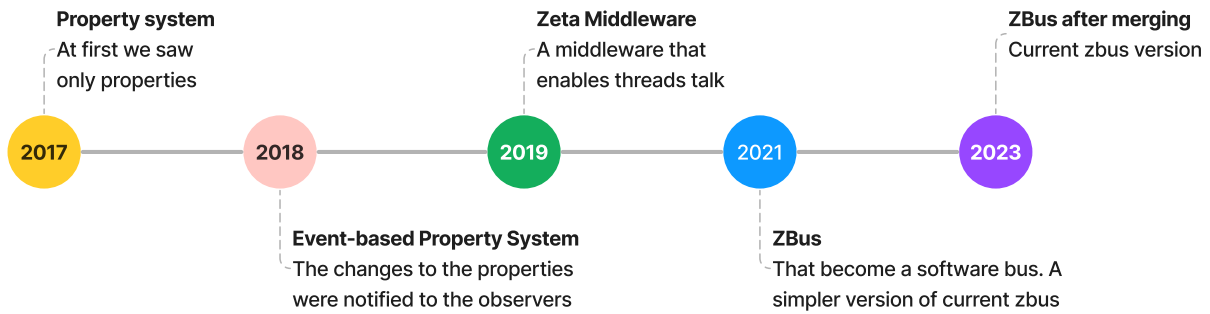 Property system
At first we saw
only properties
Zeta Middleware
A middleware that
enables threads talk
ZBus after merging
Current zbus version
2017
2018
2019
2021
2023
Event-based Property System
The changes to the properties
were notified to the observers
ZBus
That become a software bus. A
simpler version of current zbus